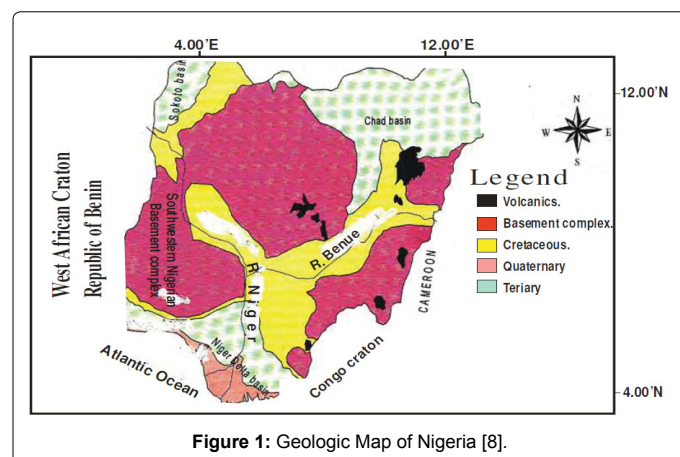 4.00'E
12.00'E
12.00'N
Sokoto basin
Chad basin
N
W
E
S
Legend
Volcanics.
Basement complex.
Cretaceous.
Quaternary
Teriary
West African Craton
Republic of Benin
Southwestern Nigerian
Basement complex
R. Niger
R. Benue
CAMEROON
Niger Delta basin
Atlantic Ocean
Congo craton
4.00'N
Figure 1: Geologic Map of Nigeria [8].